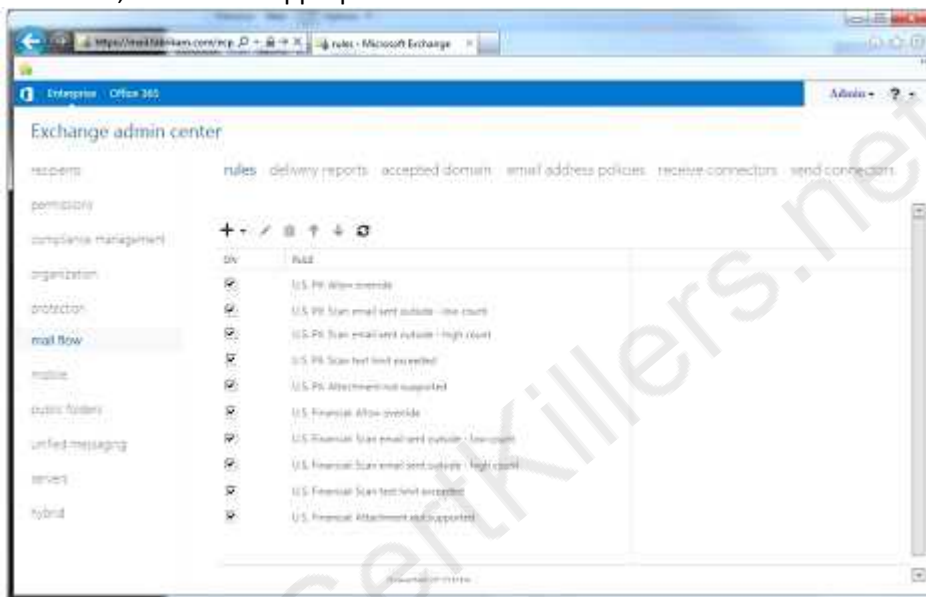 https://mail.fabrikam.com/ecp
rules - Microsoft Exchange
Enterprise Office 365
Admin ?
Exchange admin center
recipients
rules delivery reports accepted domain email address policies receive connectors send connectors
permissions
compliance management
ON RULE
organization
U.S. PII: Allow override
protection
U.S. PII: Scan email sent outside - low count
mail flow
U.S. PII: Scan email sent outside - high count
U.S. PII: Scan text limit exceeded
mobile
U.S. PII: Attachment not supported
public folders
U.S. Financial: Allow override
unified messaging
U.S. Financial: Scan email sent outside - low count
servers
U.S. Financial: Scan email sent outside - high count
U.S. Financial: Scan text limit exceeded
hybrid
U.S. Financial: Attachment not supported
CertKillers.net